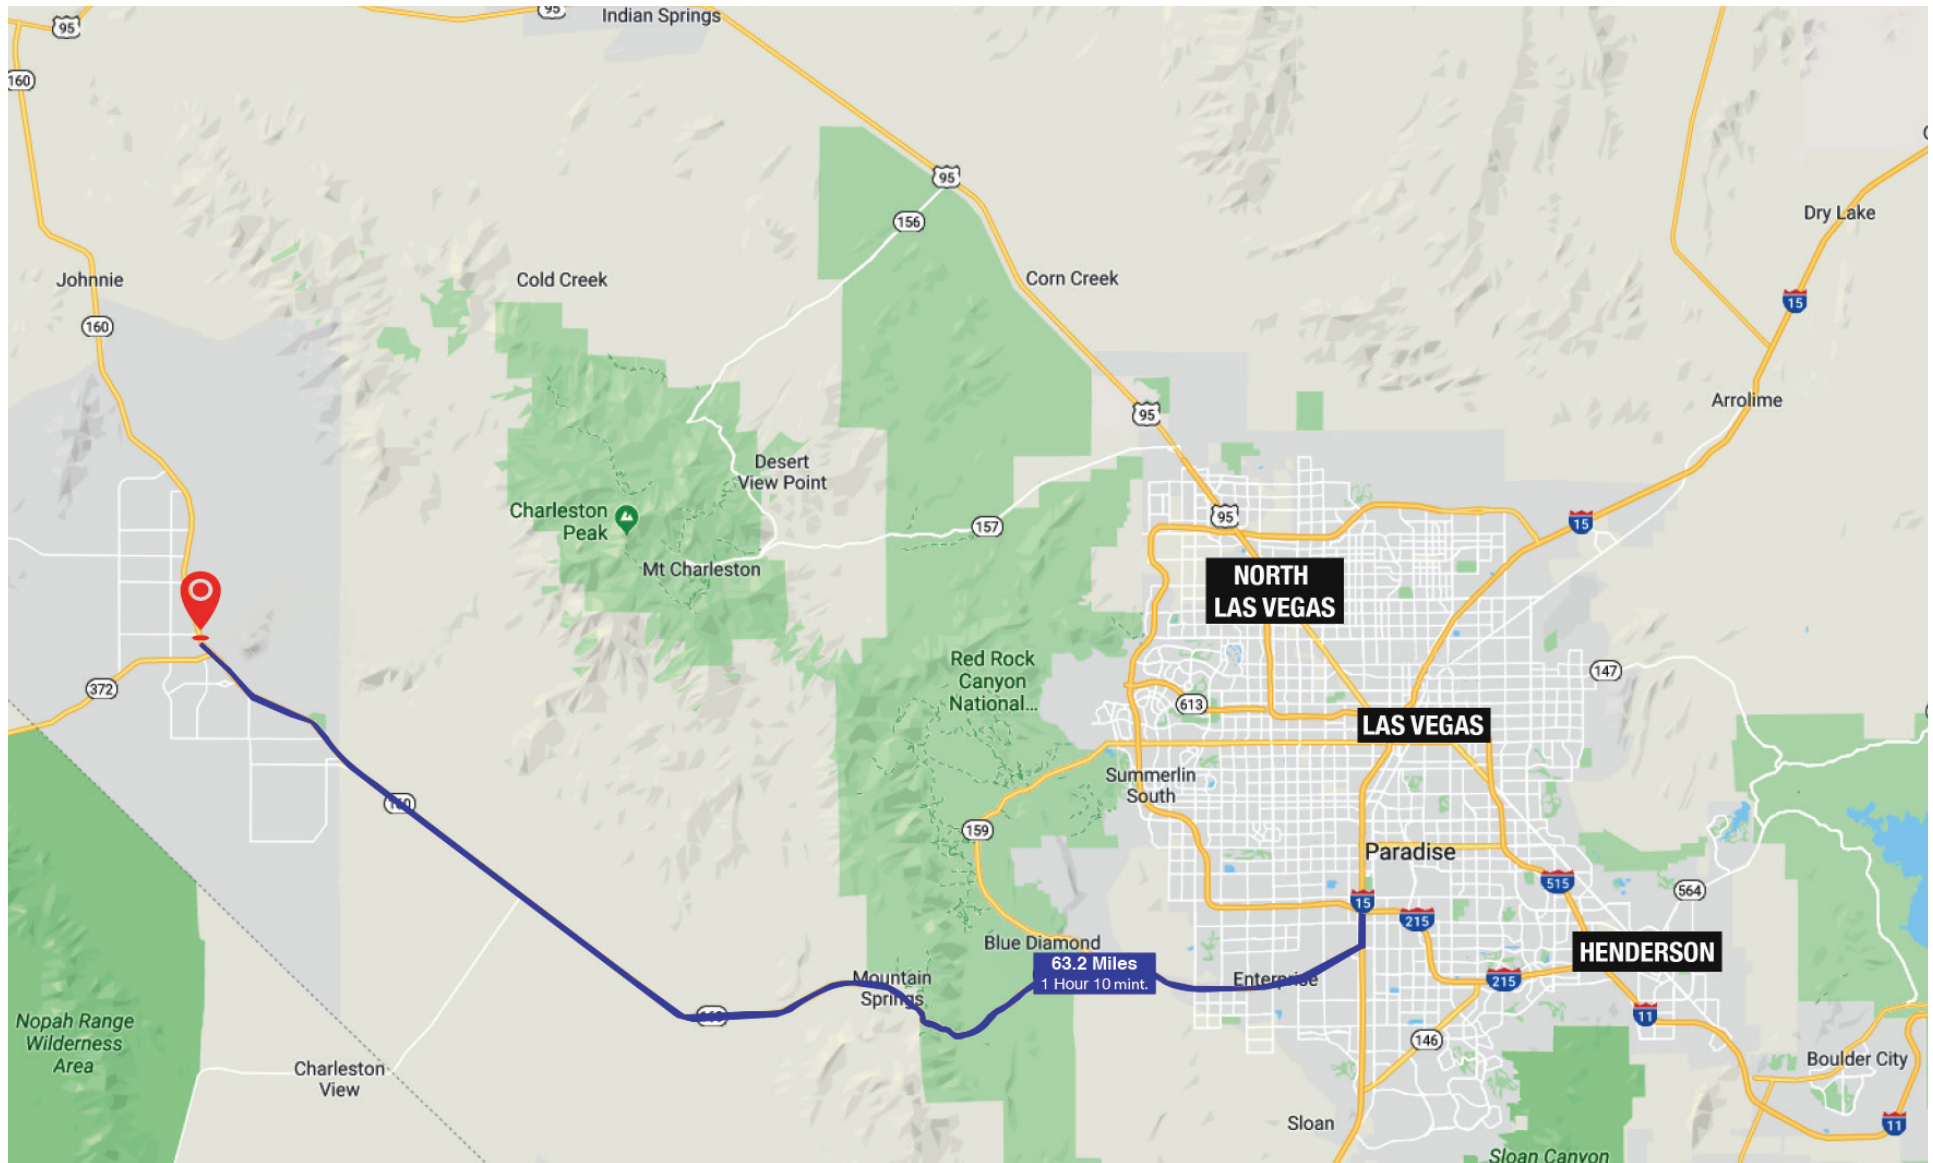 95
95
Indian Springs
160
95
156
Dry Lake
Johnnie
Cold Creek
Corn Creek
15
160
Arrolime
95
Desert
View Point
Charleston
Peak
95
15
157
Mt Charleston
NORTH
LAS VEGAS
Red Rock
Canyon
National...
147
372
613
LAS VEGAS
Summerlin
South
160
159
Paradise
515
564
15
215
Blue Diamond
HENDERSON
63.2 Miles
1 Hour 10 mint.
Mountain
Springs
Enterprise
215
11
Nopah Range
Wilderness
Area
146
Charleston
View
Boulder City
Sloan
11
Sloan Canyon